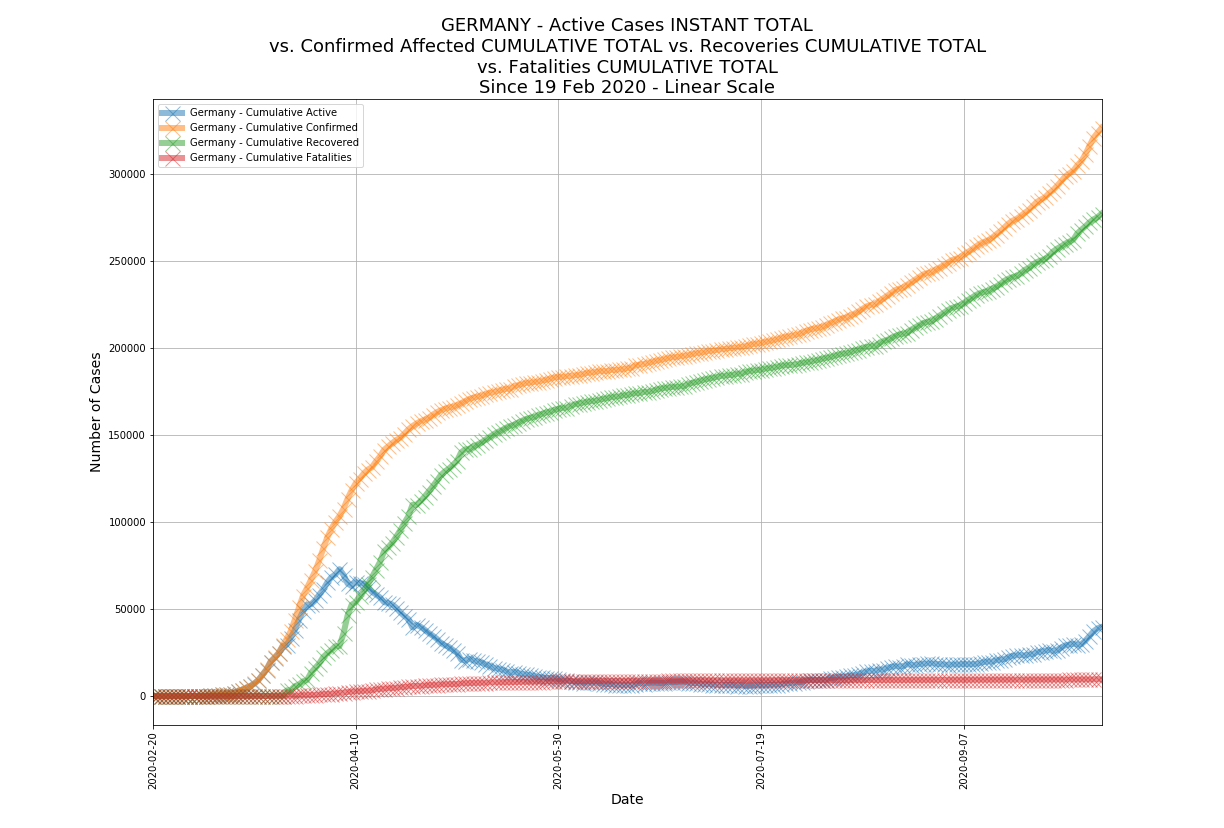 GERMANY - Active Cases INSTANT TOTAL
vs. Confirmed Affected CUMULATIVE TOTAL vs. Recoveries CUMULATIVE TOTAL
vs. Fatalities CUMULATIVE TOTAL
Since 19 Feb 2020 - Linear Scale
Germany - Cumulative Active
Germany - Cumulative Confirmed
Germany - Cumulative Recovered
Germany - Cumulative Fatalities
Number of Cases
300000
250000
200000
150000
100000
50000
0
2020-02-20
2020-04-10
2020-05-30
2020-07-19
2020-09-07
Date